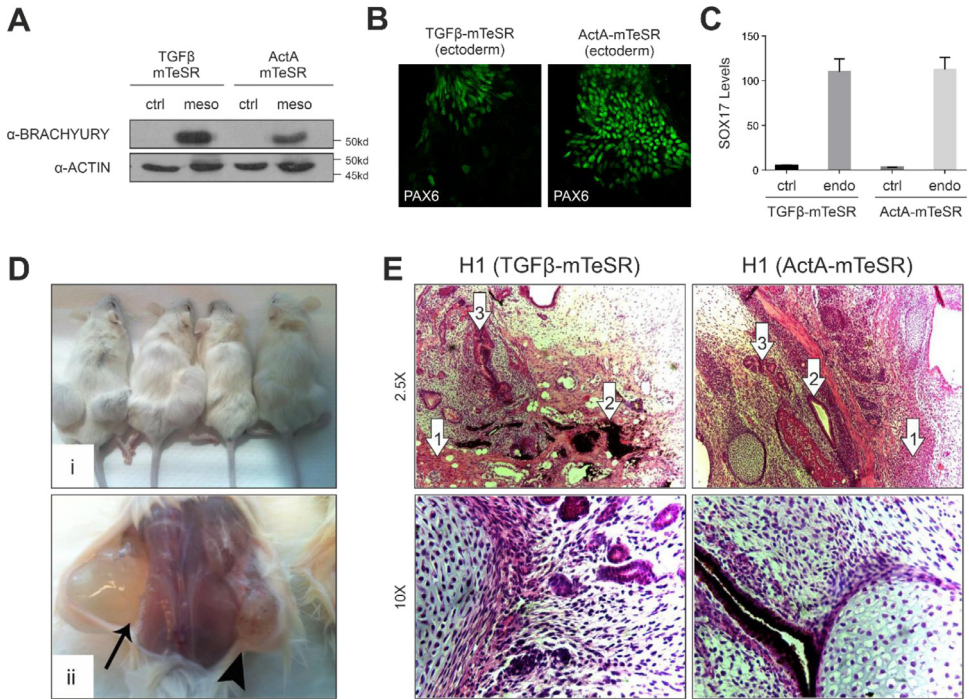 A
TGFβ
mTeSR
ActA
mTeSR
ctrl
meso
ctrl
meso
α-BRACHYURY
50kd
α-ACTIN
50kd
45kd
B
TGFβ-mTeSR
(ectoderm)
ActA-mTeSR
(ectoderm)
PAX6
PAX6
C
SOX17 Levels
150
100
50
0
ctrl
endo
ctrl
endo
TGFβ-mTeSR
ActA-mTeSR
D
i
ii
E
H1 (TGFβ-mTeSR)
H1 (ActA-mTeSR)
2.5X
3
2
1
3
2
1
10X